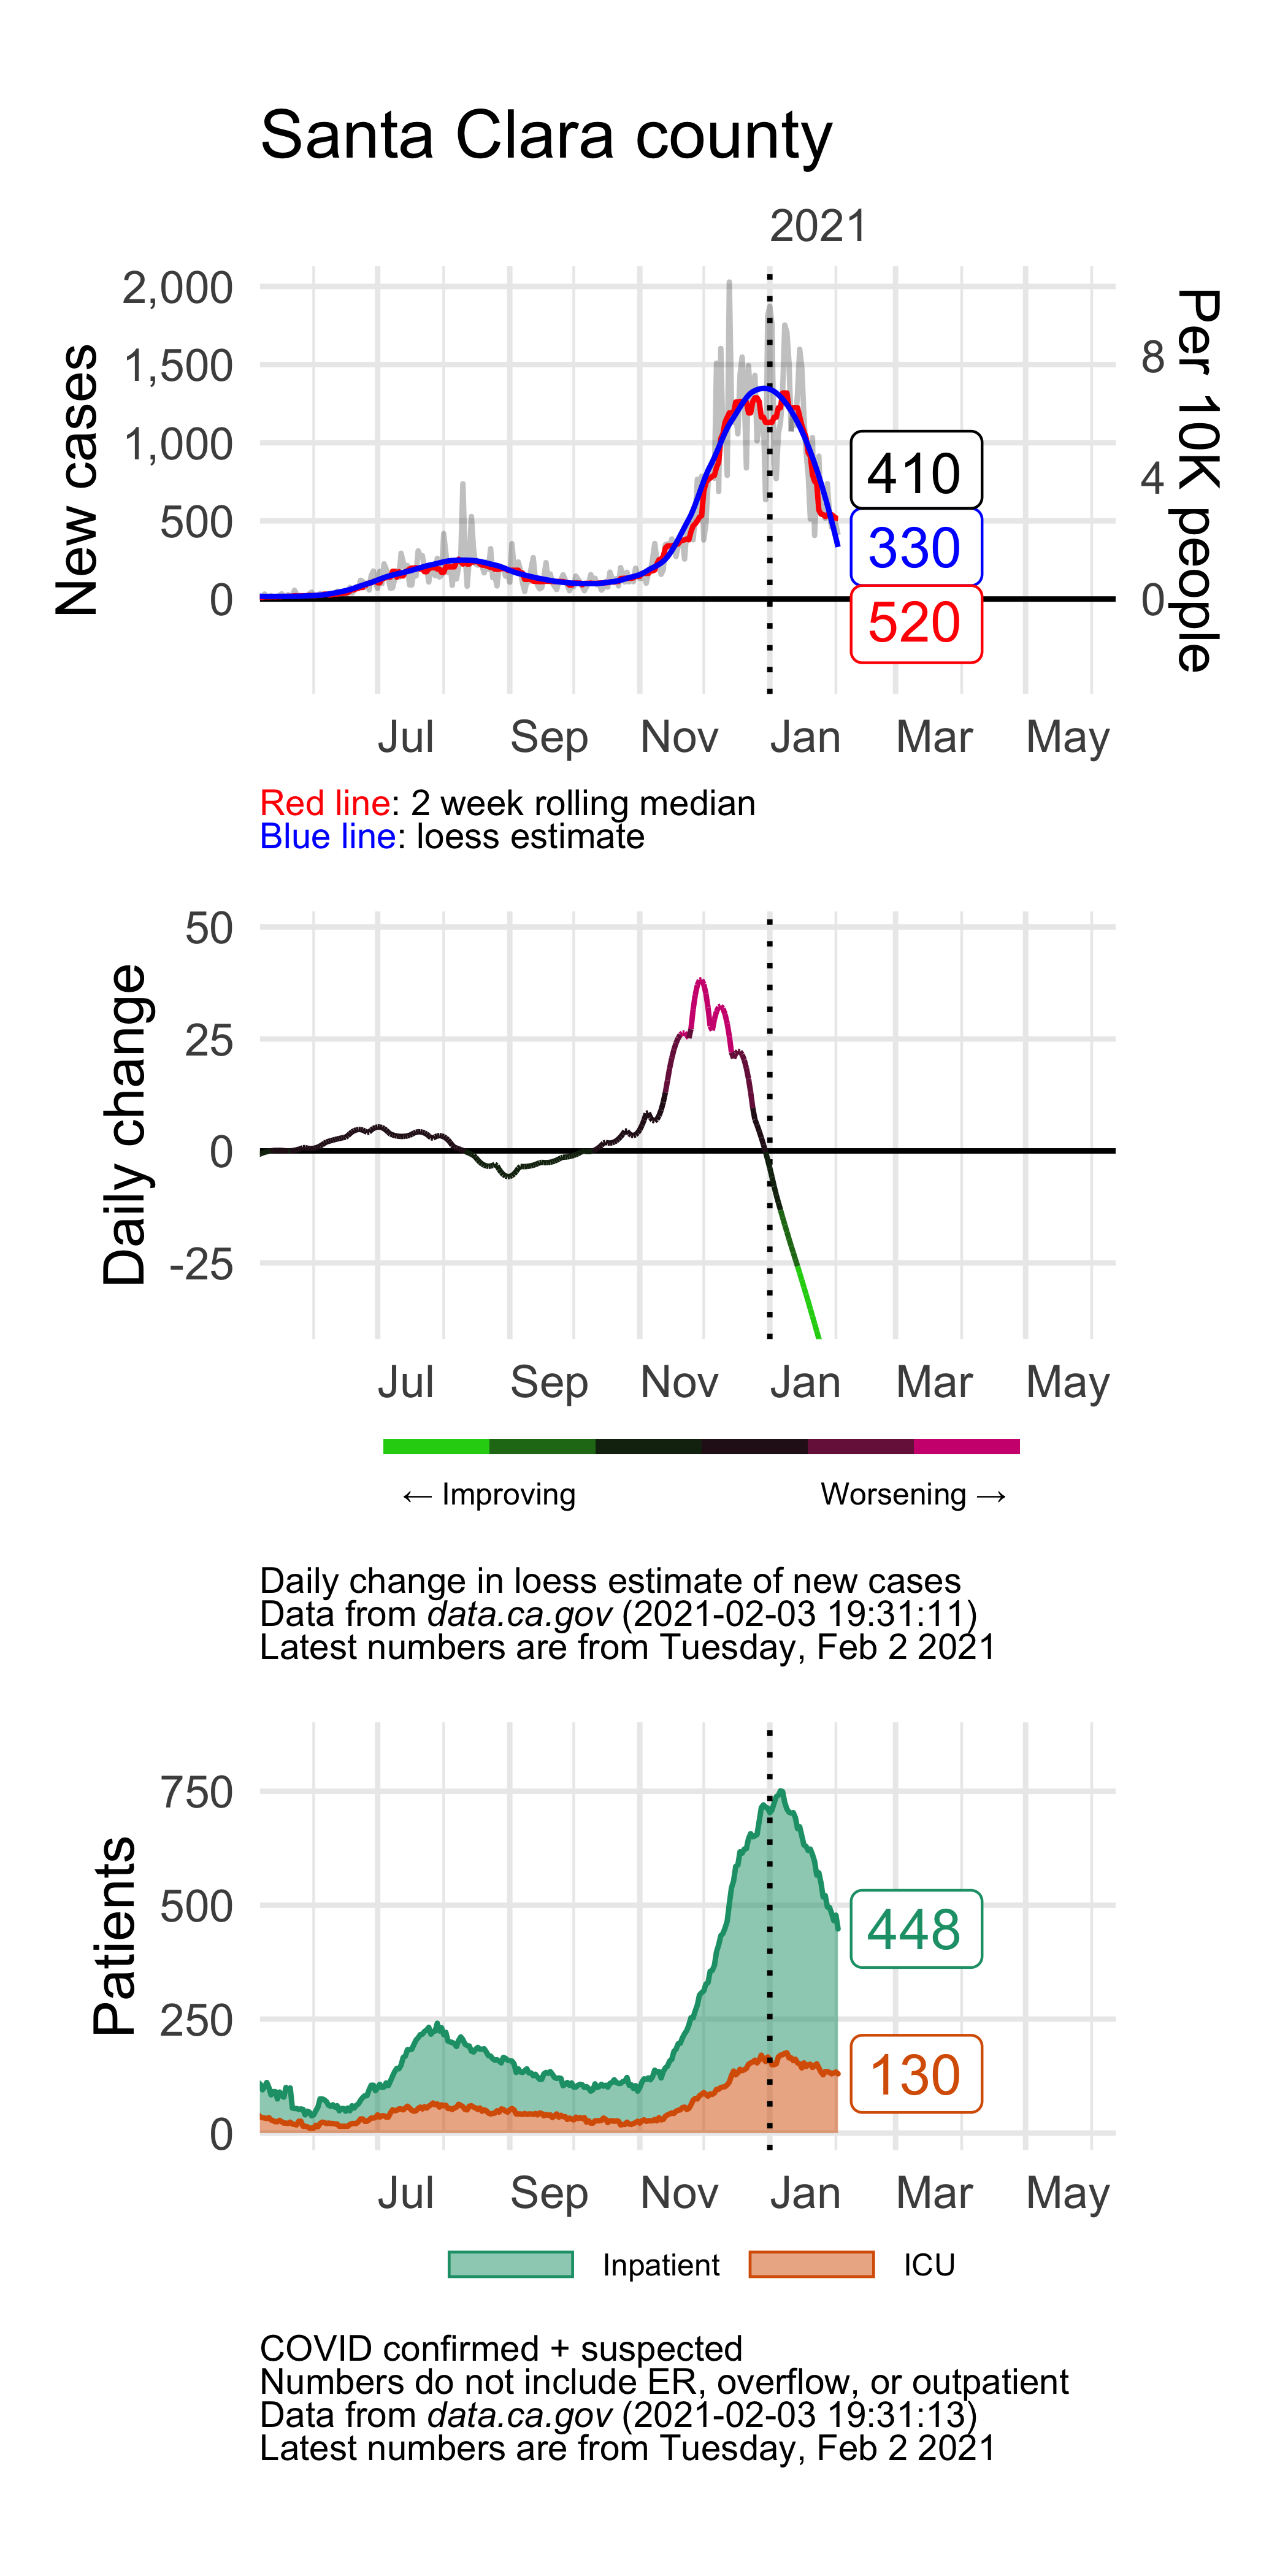 Santa Clara county
2021
2,000
1,500
1,000
500
0
New cases
8
4
0
Per 10K people
410
330
520
Jul Sep Nov Jan Mar May
Red line: 2 week rolling median
Blue line: loess estimate
50
25
0
-25
Daily change
Jul Sep Nov Jan Mar May
← Improving Worsening →
Daily change in loess estimate of new cases
Data from data.ca.gov (2021-02-03 19:31:11)
Latest numbers are from Tuesday, Feb 2 2021
750
500
250
0
Patients
448
130
Jul Sep Nov Jan Mar May
Inpatient ICU
COVID confirmed + suspected
Numbers do not include ER, overflow, or outpatient
Data from data.ca.gov (2021-02-03 19:31:13)
Latest numbers are from Tuesday, Feb 2 2021